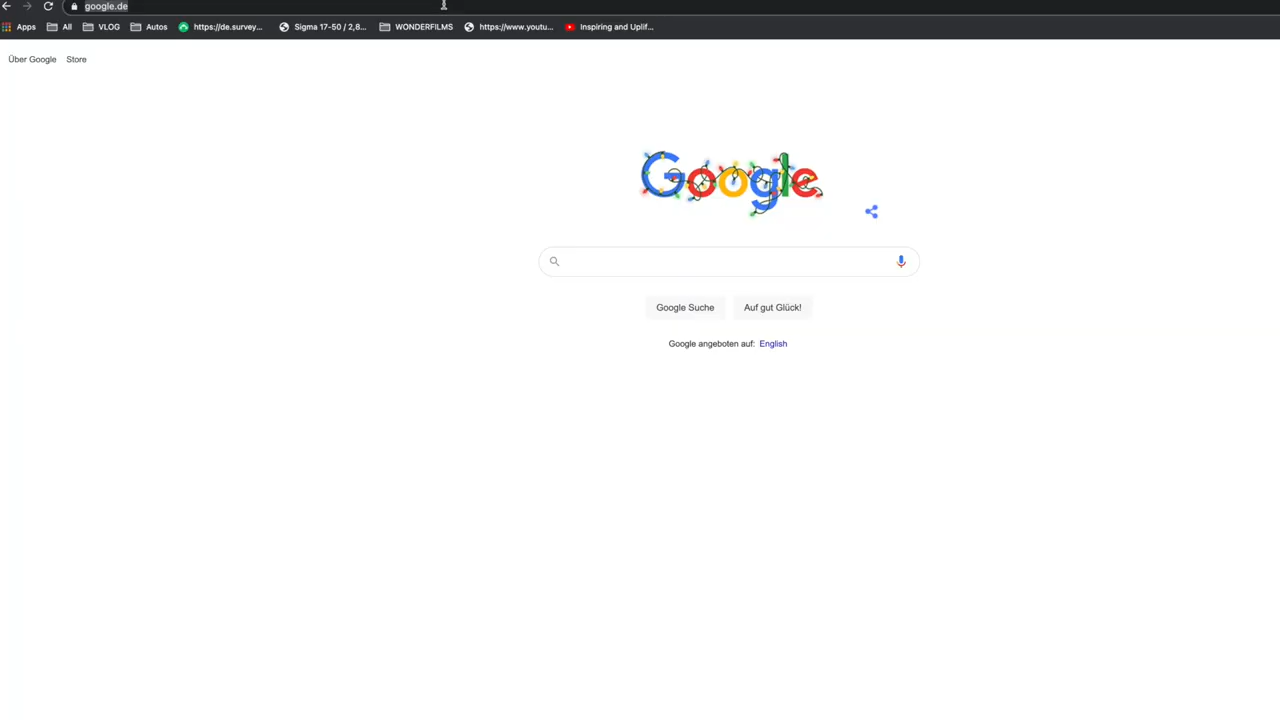 google.de
Apps All VLOG Autos https://de.survey... Sigma 17-50 / 2,8... WONDERFILMS https://www.youtu... Inspiring and Uplif...
Über Google Store
Google
Google Suche Auf gut Glück!
Google angeboten auf: English